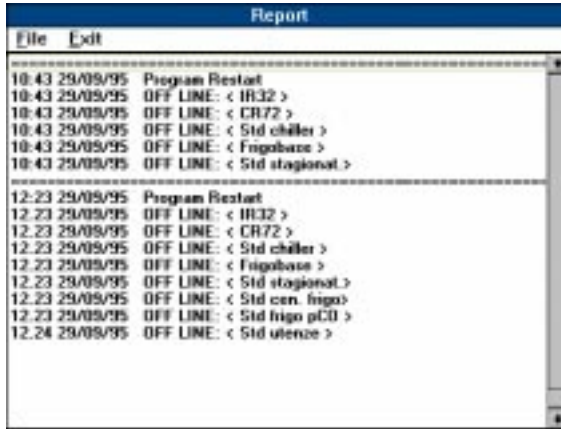 Report
File Exit
10:43 29/09/95 Program Restart
10:43 29/09/95 OFF LINE: < IR32 >
10:43 29/09/95 OFF LINE: < CR72 >
10:43 29/09/95 OFF LINE: < Std chiller >
10:43 29/09/95 OFF LINE: < Frigobase >
10:43 29/09/95 OFF LINE: < Std stagionat.>
12:23 29/09/95 Program Restart
12.23 29/09/95 OFF LINE: < IR32 >
12.23 29/09/95 OFF LINE: < CR72 >
12.23 29/09/95 OFF LINE: < Std chiller >
12.23 29/09/95 OFF LINE: < Frigobase >
12.23 29/09/95 OFF LINE: < Std stagionat.>
12.23 29/09/95 OFF LINE: < Std cen. frigo>
12.23 29/09/95 OFF LINE: < Std frigo pCO >
12.24 29/09/95 OFF LINE: < Std utenze >